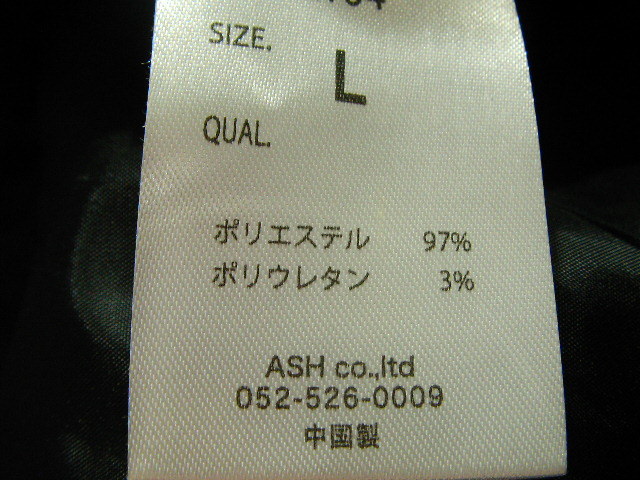 SIZE.
L
QUAL.
ポリエステル 97%
ポリウレタン 3%
ASH co.,ltd
052-526-0009
中国製